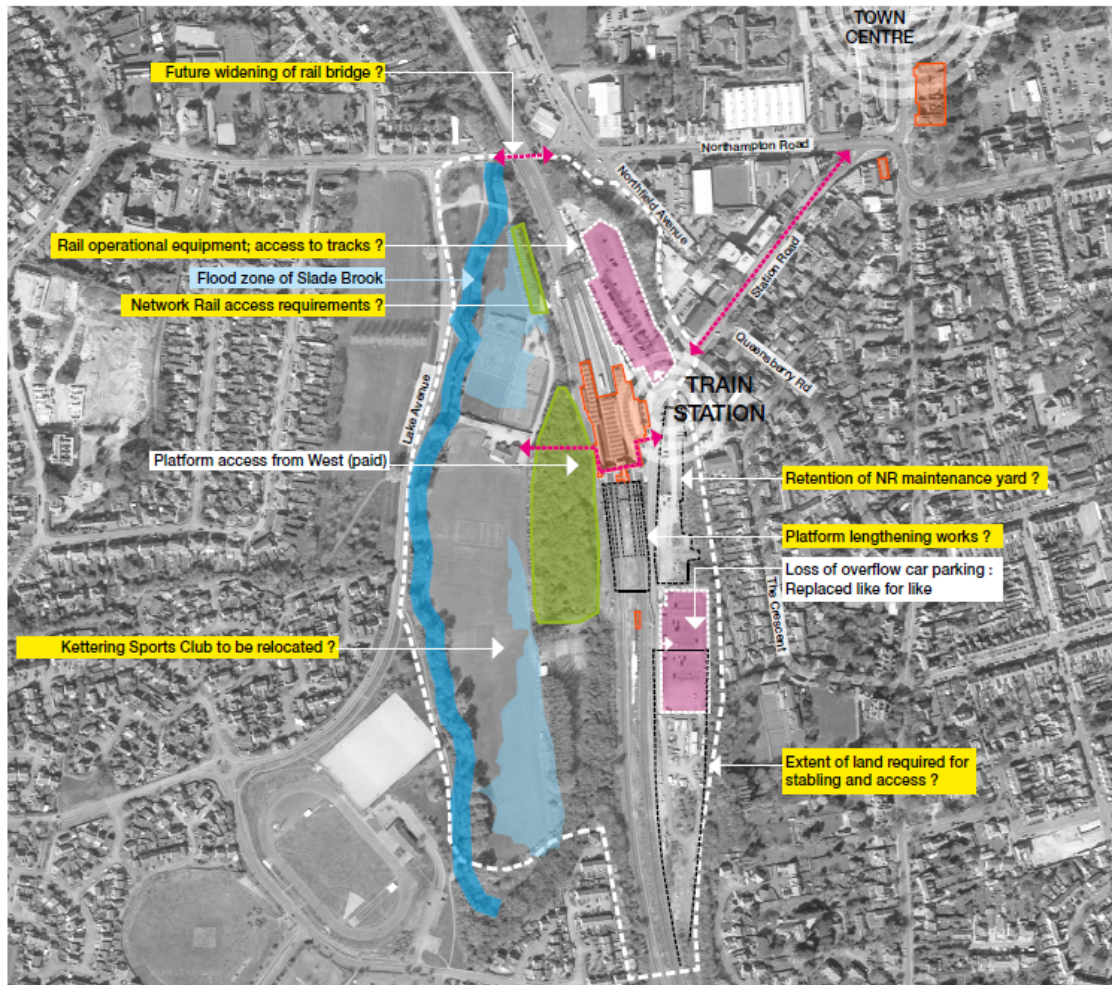 TOWN
CENTRE
Future widening of rail bridge ?
Northampton Road
Northfield Avenue
Rail operational equipment; access to tracks ?
Station Road
Flood zone of Slade Brook
Network Rail access requirements ?
Queensberry Rd
Lake Avenue
TRAIN
STATION
Platform access from West (paid)
Retention of NR maintenance yard ?
Platform lengthening works ?
Loss of overflow car parking :
Replaced like for like
The Crescent
Kettering Sports Club to be relocated ?
Extent of land required for
stabling and access ?